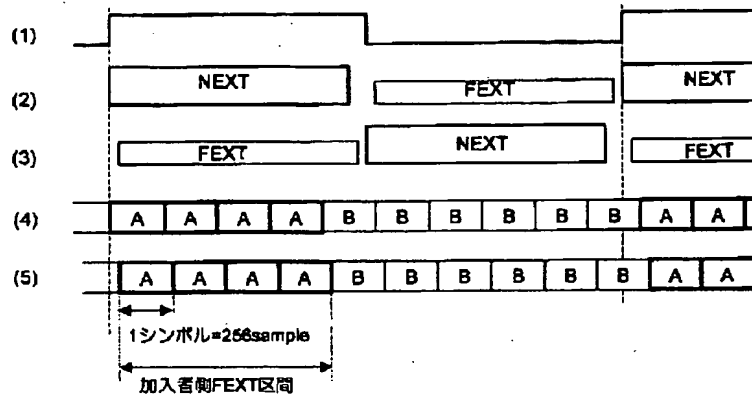 (1)
(2) NEXT FEXT NEXT
(3) FEXT NEXT FEXT
(4) A A A A B B B B B B A A
(5) A A A A B B B B B B A A
1シンボル=256sample
加入者側FEXT区間